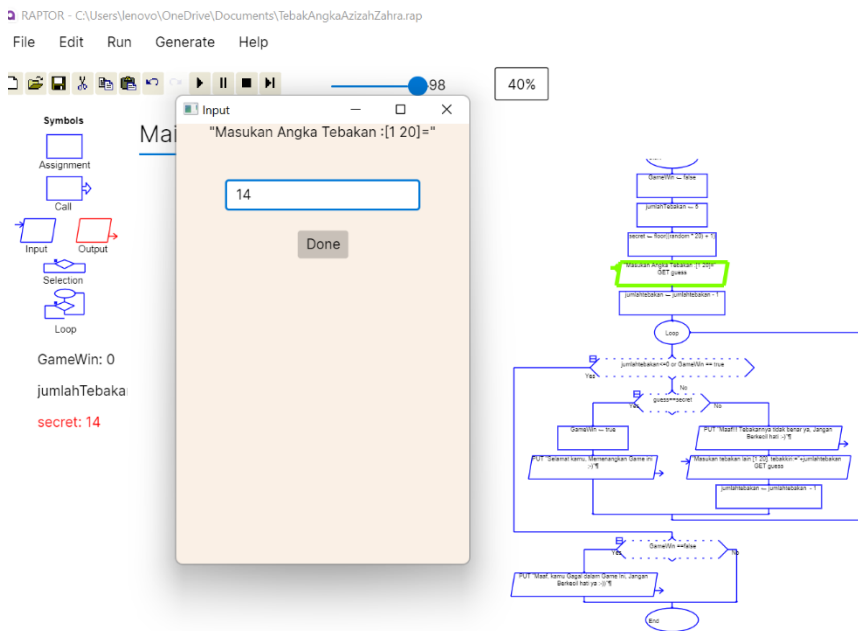 RAPTOR - C:\Users\lenovo\OneDrive\Documents\TebakAngkaAzizahZahra.rap
File Edit Run Generate Help
98
40%
Symbols
Assignment
Call
Input Output
Selection
Loop
GameWin: 0
jumlahTebaka
secret: 14
Mai
Input
"Masukan Angka Tebakan :[1 20]="
14
Done
GameWin ← false
jumlahTebakan ← 6
secret ← floor((random * 20) + 1)
"Masukan Angka Tebakan :[1 20]="
GET guess
jumlahtebakan ← jumlahtebakan - 1
Loop
jumlahtebakan<=0 or GameWin == true
Yes
No
guess==secret
Yes
No
GameWin ← true
PUT "Selamat kamu, Memenangkan Game ini
:-)"¶
PUT "Maaf!!! Tebakannya tidak benar ya, Jangan
Berkecil hati :-)"¶
"Masukan tebakan lain [1 20]
GET guess
jumlahtebakan ← jumlahtebakan - 1
GameWin ==false
Yes
No
PUT "Maaf, kamu Gagal dalam Game ini, Jangan
Berkecil hati ya :-))"¶
End